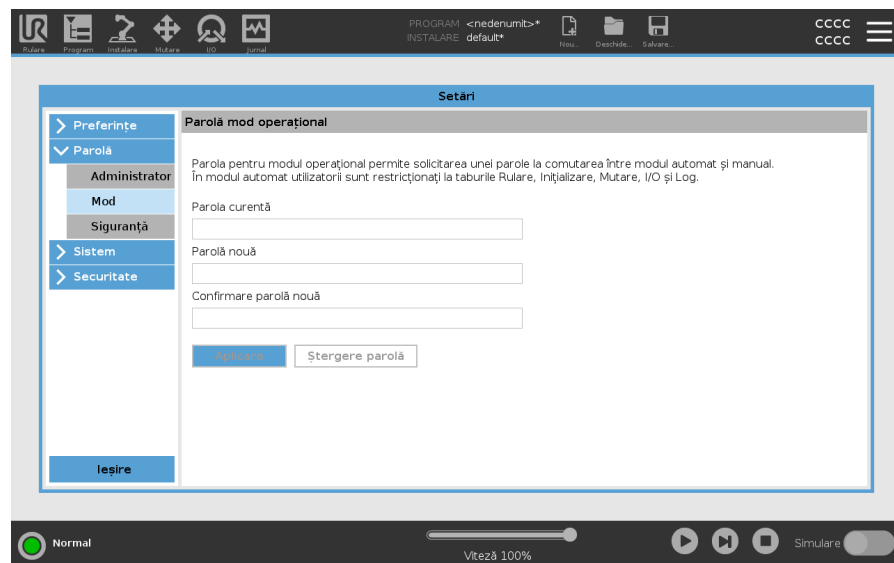 PROGRAM <nedenumit>*
INSTALARE default*
CCCC
CCCC
Rulare Program Instalare Mutare I/O Jurnal Nou... Deschide... Salvare...
Setări
Preferințe
Parolă
Administrator
Mod
Siguranță
Sistem
Securitate
Ieșire
Parolă mod operațional
Parola pentru modul operațional permite solicitarea unei parole la comutarea între modul automat și manual.
În modul automat utilizatorii sunt restricționați la taburile Rulare, Inițializare, Mutare, I/O și Log.
Parola curentă
Parolă nouă
Confirmare parolă nouă
Aplicare Ștergere parolă
Normal
Viteză 100%
Simulare